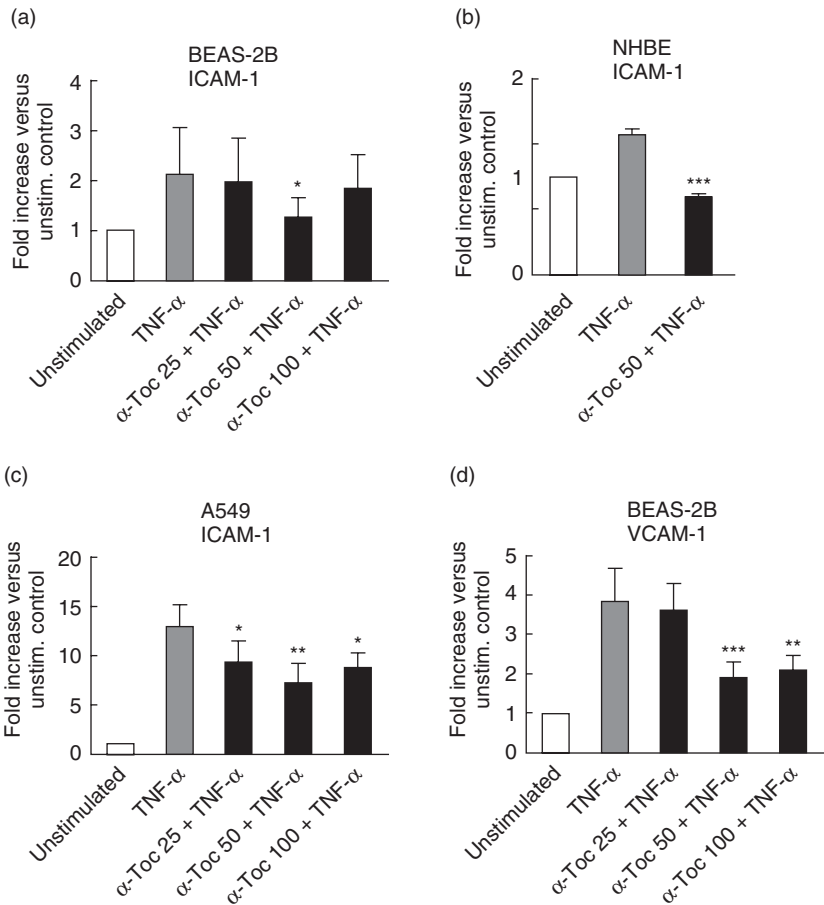 (a)
BEAS-2B
ICAM-1
Fold increase versus
unstim. control
4
3
2
1
0
*
Unstimulated
TNF-α
α-Toc 25 + TNF-α
α-Toc 50 + TNF-α
α-Toc 100 + TNF-α
(b)
NHBE
ICAM-1
Fold increase versus
unstim. control
2
1
0
***
Unstimulated
TNF-α
α-Toc 50 + TNF-α
(c)
A549
ICAM-1
Fold increase versus
unstim. control
20
15
10
5
0
*
**
*
Unstimulated
TNF-α
α-Toc 25 + TNF-α
α-Toc 50 + TNF-α
α-Toc 100 + TNF-α
(d)
BEAS-2B
VCAM-1
Fold increase versus
unstim. control
5
4
3
2
1
0
***
**
Unstimulated
TNF-α
α-Toc 25 + TNF-α
α-Toc 50 + TNF-α
α-Toc 100 + TNF-α